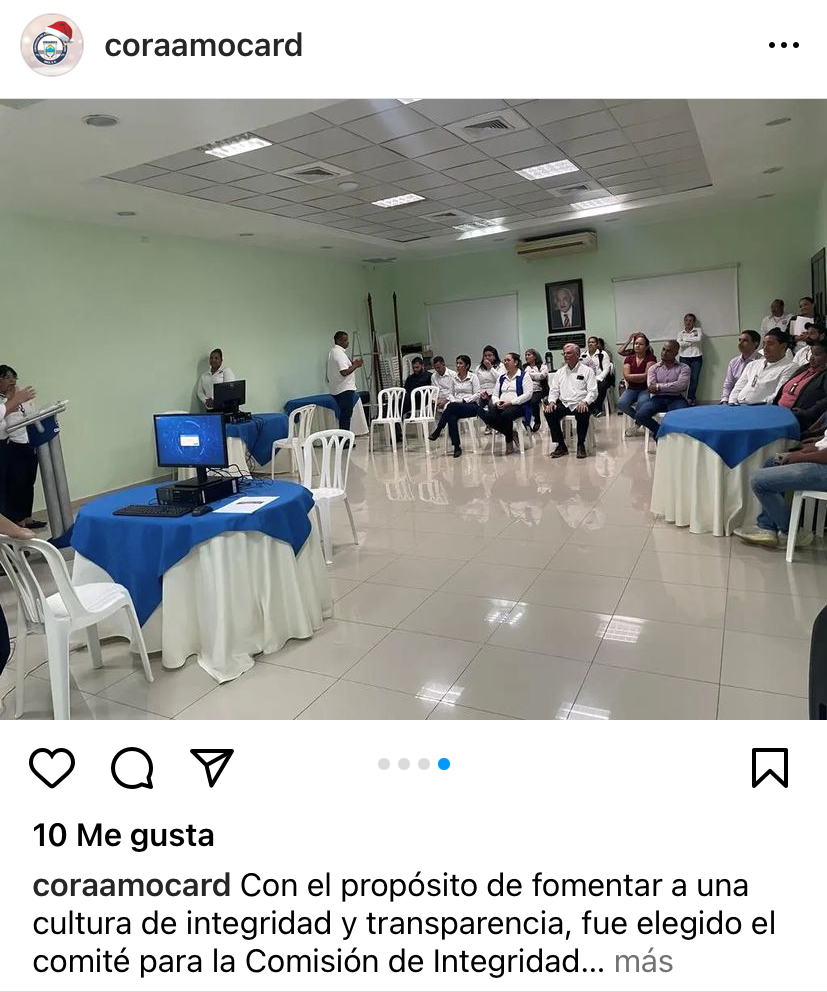 coraamocard
10 Me gusta
coraamocard Con el propósito de fomentar a una
cultura de integridad y transparencia, fue elegido el
comité para la Comisión de Integridad... más